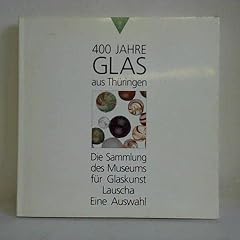 400 JAHRE
GLAS
aus Thüringen
Die Sammlung
des Museums
für Glaskunst
Lauscha
Eine Auswahl